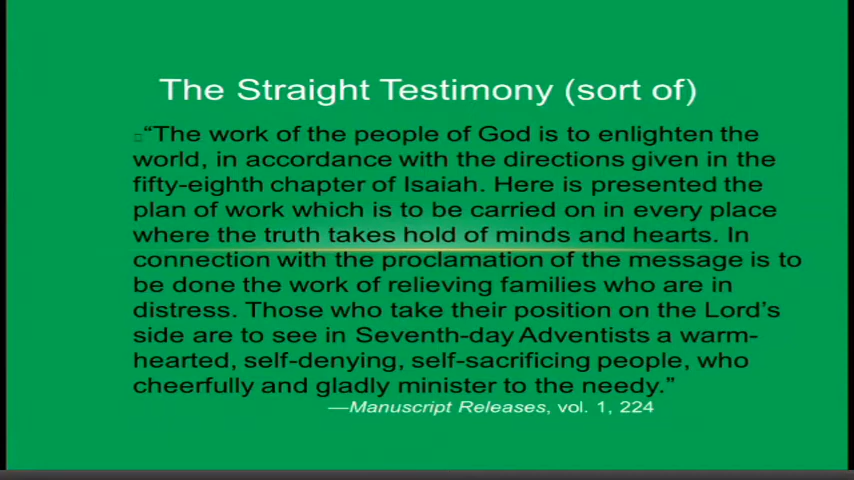 The Straight Testimony (sort of)
“The work of the people of God is to enlighten the
world, in accordance with the directions given in the
fifty-eighth chapter of Isaiah. Here is presented the
plan of work which is to be carried on in every place
where the truth takes hold of minds and hearts. In
connection with the proclamation of the message is to
be done the work of relieving families who are in
distress. Those who take their position on the Lord’s
side are to see in Seventh-day Adventists a warm-
hearted, self-denying, self-sacrificing people, who
cheerfully and gladly minister to the needy.”
—Manuscript Releases, vol. 1, 224